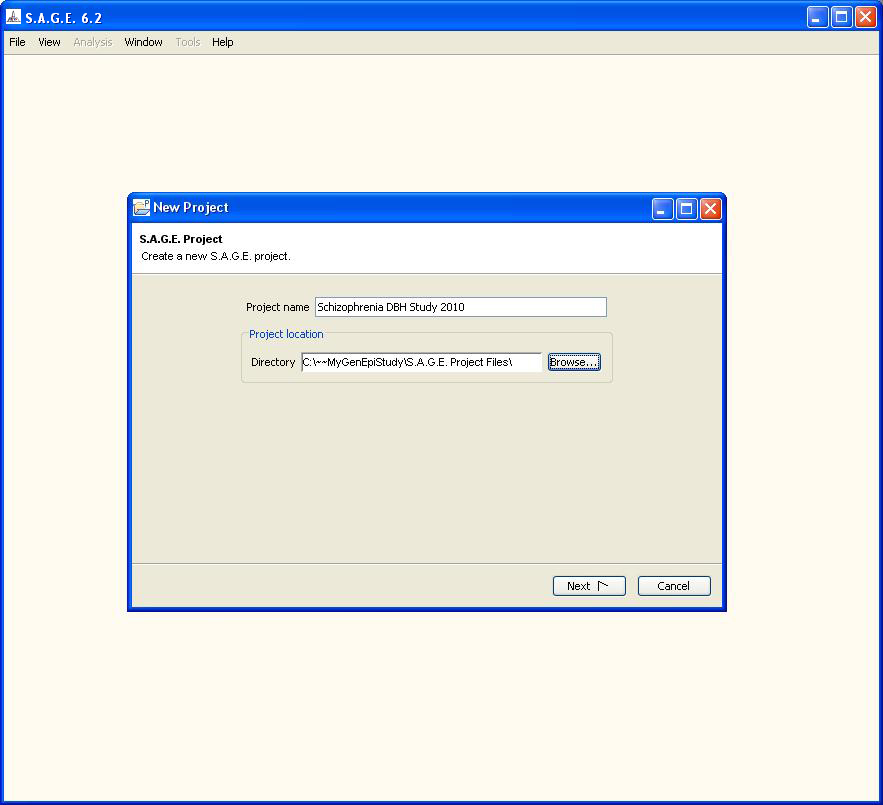 S.A.G.E. 6.2
File View Analysis Window Tools Help
New Project
S.A.G.E. Project
Create a new S.A.G.E. project.
Project name Schizophrenia DBH Study 2010
Project location
Directory C:\~~MyGenEpiStudy\S.A.G.E. Project Files\ Browse...
Next Cancel